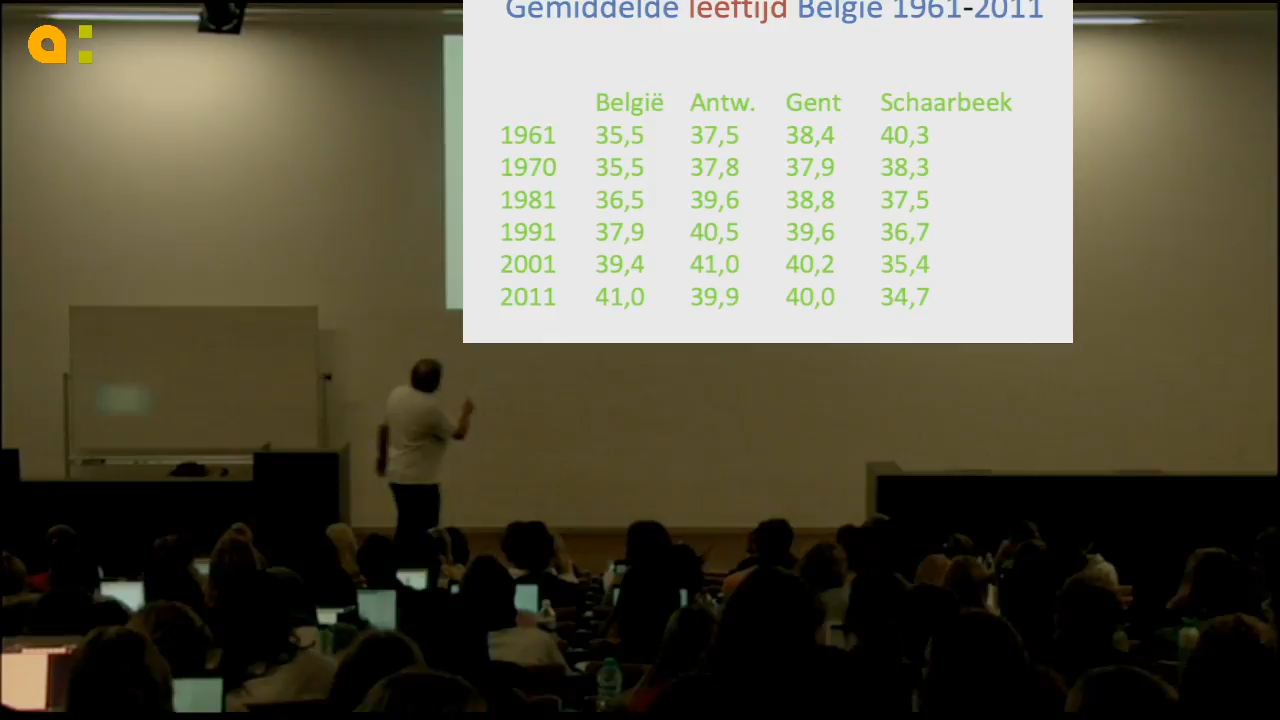 a:
Gemiddelde leeftijd België 1961-2011
België Antw. Gent Schaarbeek
1961 35,5 37,5 38,4 40,3
1970 35,5 37,8 37,9 38,3
1981 36,5 39,6 38,8 37,5
1991 37,9 40,5 39,6 36,7
2001 39,4 41,0 40,2 35,4
2011 41,0 39,9 40,0 34,7